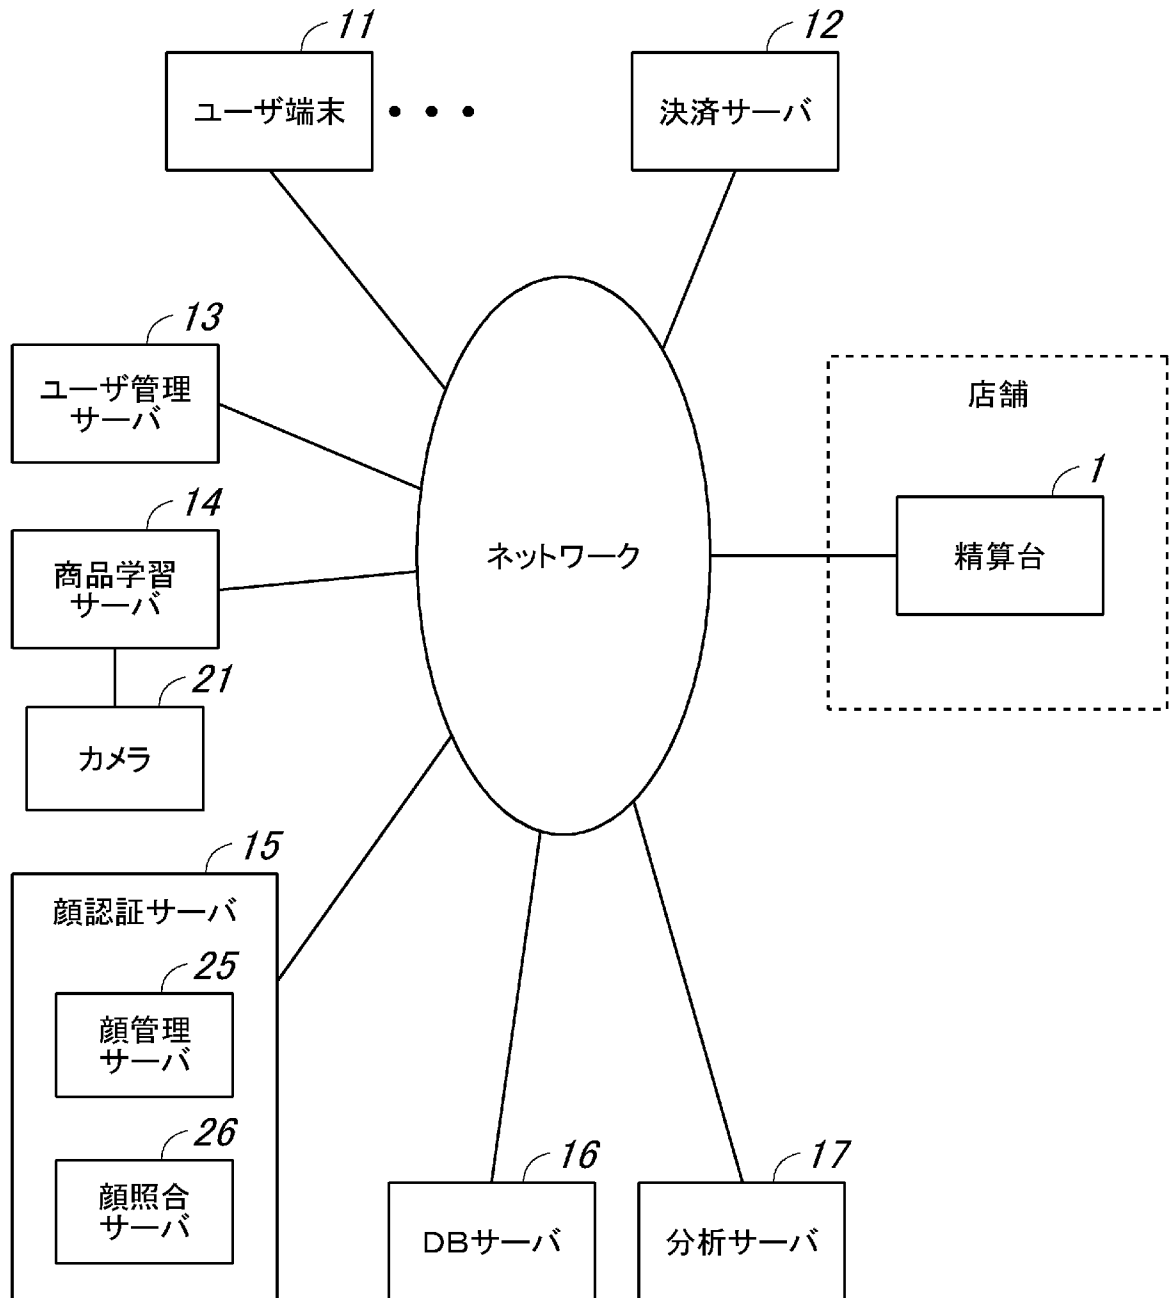 11
ユーザ端末
・・・
12
決済サーバ
13
ユーザ管理
サーバ
店舗
1
精算台
14
商品学習
サーバ
ネットワーク
21
カメラ
15
顔認証サーバ
25
顔管理
サーバ
26
顔照合
サーバ
16
DBサーバ
17
分析サーバ